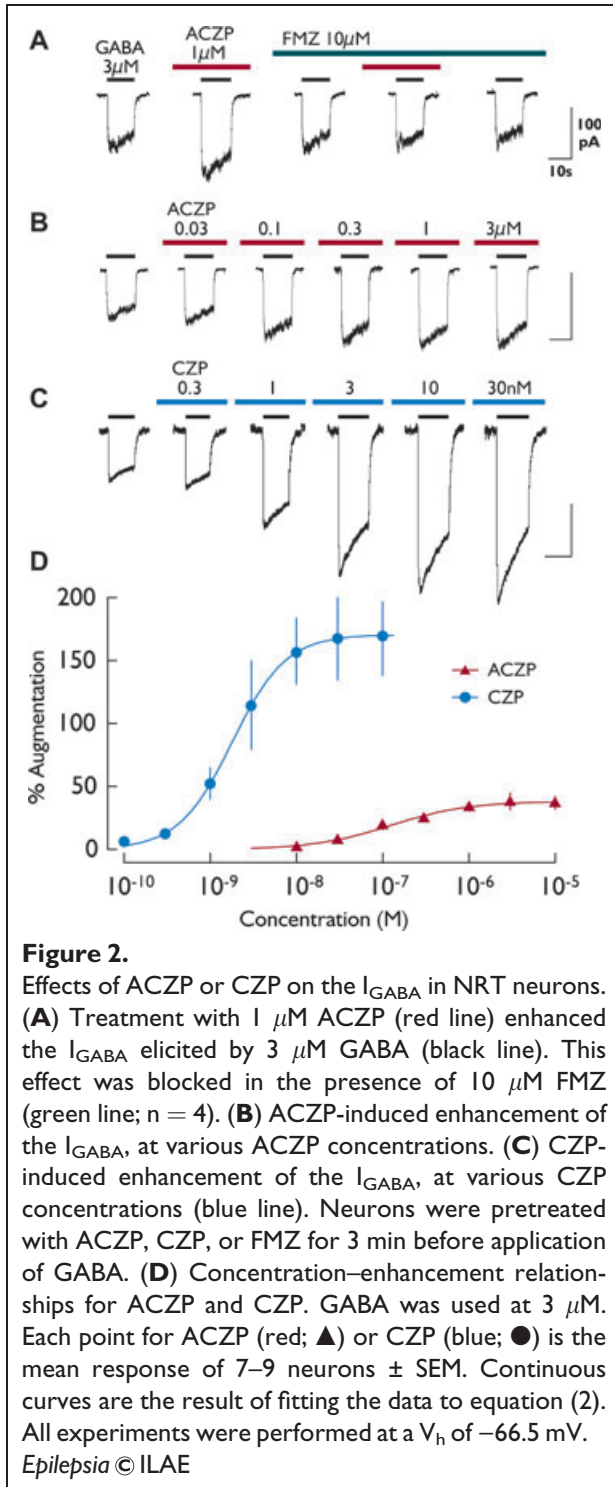 A
GABA
3µM
ACZP
1µM
FMZ 10µM
100
pA
10s
B
ACZP
0.03 0.1 0.3 1 3µM
C
CZP
0.3 1 3 10 30nM
D
200
150
100
50
0
% Augmentation
ACZP
CZP
10-10 10-9 10-8 10-7 10-6 10-5
Concentration (M)
Figure 2.
Effects of ACZP or CZP on the IGABA in NRT neurons.
(A) Treatment with 1 μM ACZP (red line) enhanced
the IGABA elicited by 3 μM GABA (black line). This
effect was blocked in the presence of 10 μM FMZ
(green line; n = 4). (B) ACZP-induced enhancement of
the IGABA, at various ACZP concentrations. (C) CZP-
induced enhancement of the IGABA, at various CZP
concentrations (blue line). Neurons were pretreated
with ACZP, CZP, or FMZ for 3 min before application
of GABA. (D) Concentration–enhancement relation-
ships for ACZP and CZP. GABA was used at 3 μM.
Each point for ACZP (red; ▲) or CZP (blue; ●) is the
mean response of 7–9 neurons ± SEM. Continuous
curves are the result of fitting the data to equation (2).
All experiments were performed at a Vh of −66.5 mV.
Epilepsia © ILAE